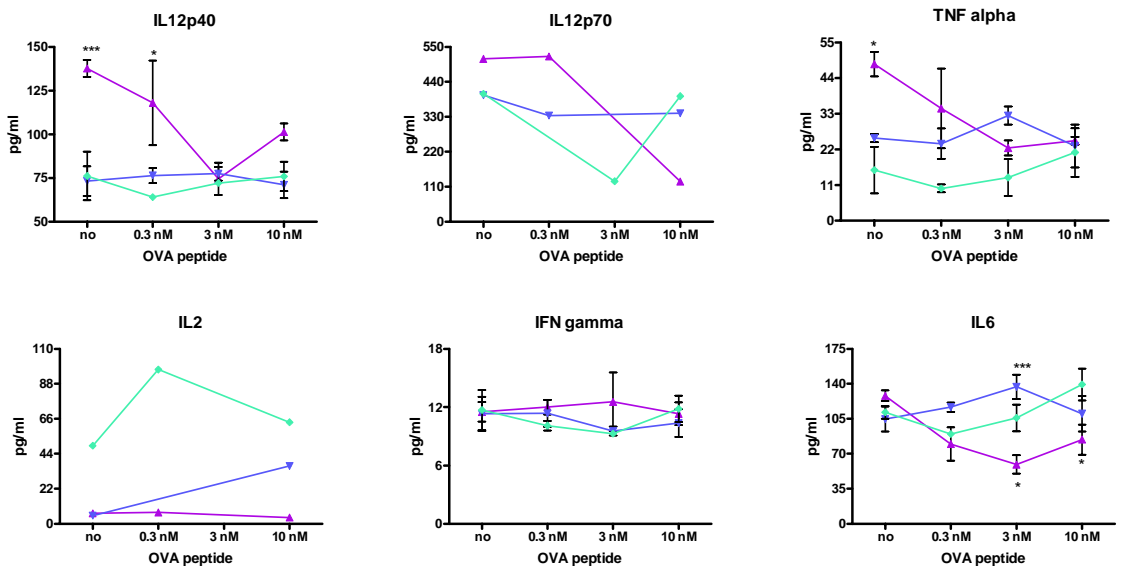 IL12p40
IL12p70
TNF alpha
*** *
*
150
125
100
75
50
pg/ml
no 0.3 nM 3 nM 10 nM
OVA peptide
550
440
330
220
110
0
pg/ml
no 0.3 nM 3 nM 10 nM
OVA peptide
55
44
33
22
11
0
pg/ml
no 0.3 nM 3 nM 10 nM
OVA peptide
IL2
IFN gamma
IL6
110
88
66
44
22
0
pg/ml
no 0.3 nM 3 nM 10 nM
OVA peptide
18
12
6
0
pg/ml
no 0.3 nM 3 nM 10 nM
OVA peptide
175
140
105
70
35
0
pg/ml
***
*
*
no 0.3 nM 3 nM 10 nM
OVA peptide